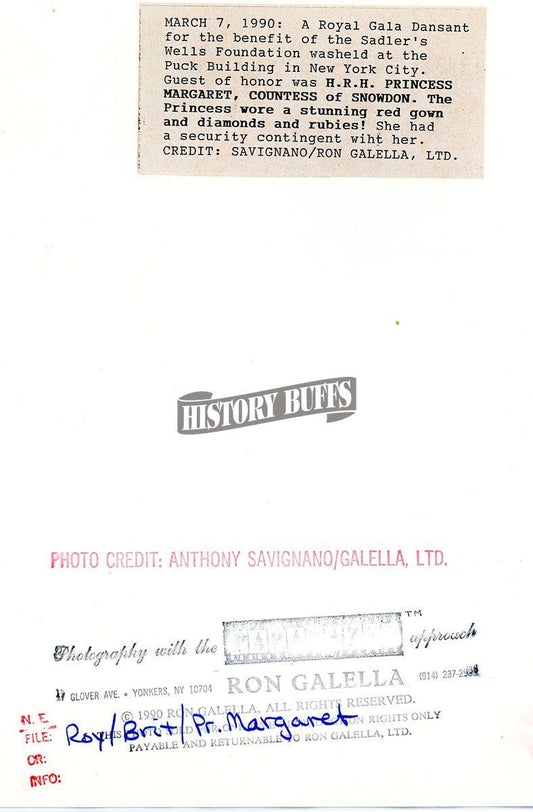 MARCH 7, 1990: A Royal Gala Dansant
for the benefit of the Sadler's
Wells Foundation washeld at the
Puck Building in New York City.
Guest of honor was H.R.H. PRINCESS
MARGARET, COUNTESS of SNOWDON. The
Princess wore a stunning red gown
and diamonds and rubies! She had
a security contingent wiht her.
CREDIT: SAVIGNANO/RON GALELLA, LTD.
HISTORY BUFFS
PHOTO CREDIT: ANTHONY SAVIGNANO/GALELLA, LTD.
Photography with the approach TM
GLOVER AVE. • YONKERS, NY 10704 RON GALELLA (914)
© 1990 RON GALELLA, ALL RIGHTS RESERVED.
SOLD RIGHTS ONLY
PAYABLE AND RETURNABLE TO RON GALELLA, LTD.
N.E
FILE: Roy/Brit/Pr. Margaret
CR:
INFO: